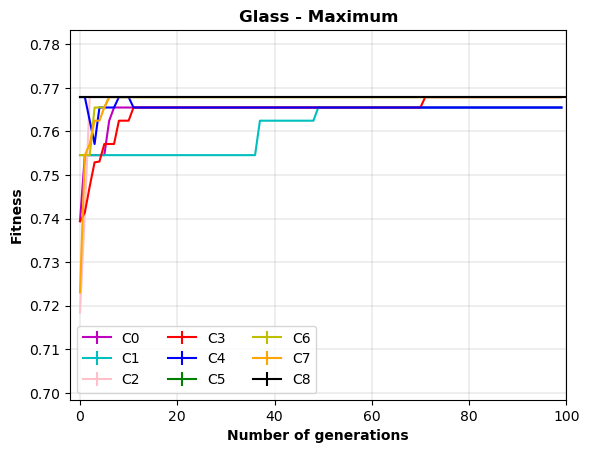 Glass - Maximum
0.78
0.77
0.76
0.75
0.74
0.73
0.72
0.71
0.70
Fitness
C0 C3 C6
C1 C4 C7
C2 C5 C8
0 20 40 60 80 100
Number of generations